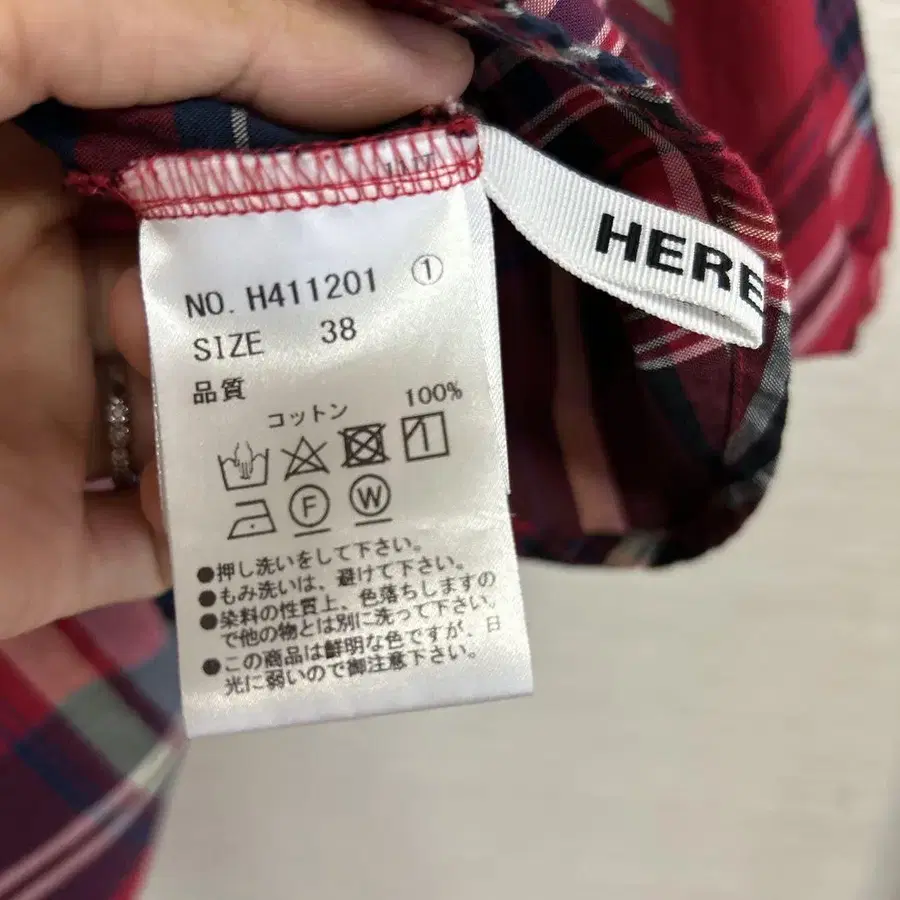 NO. H411201 ①
SIZE 38
品質
コットン 100%
F W
●押し洗いをして下さい。
●もみ洗いは、避けて下さい。
●染料の性質上、色落ちしますの
で他の物とは別に洗って下さい。
●この商品は鮮明な色ですが、日
光に弱いので御注意下さい。
HERE